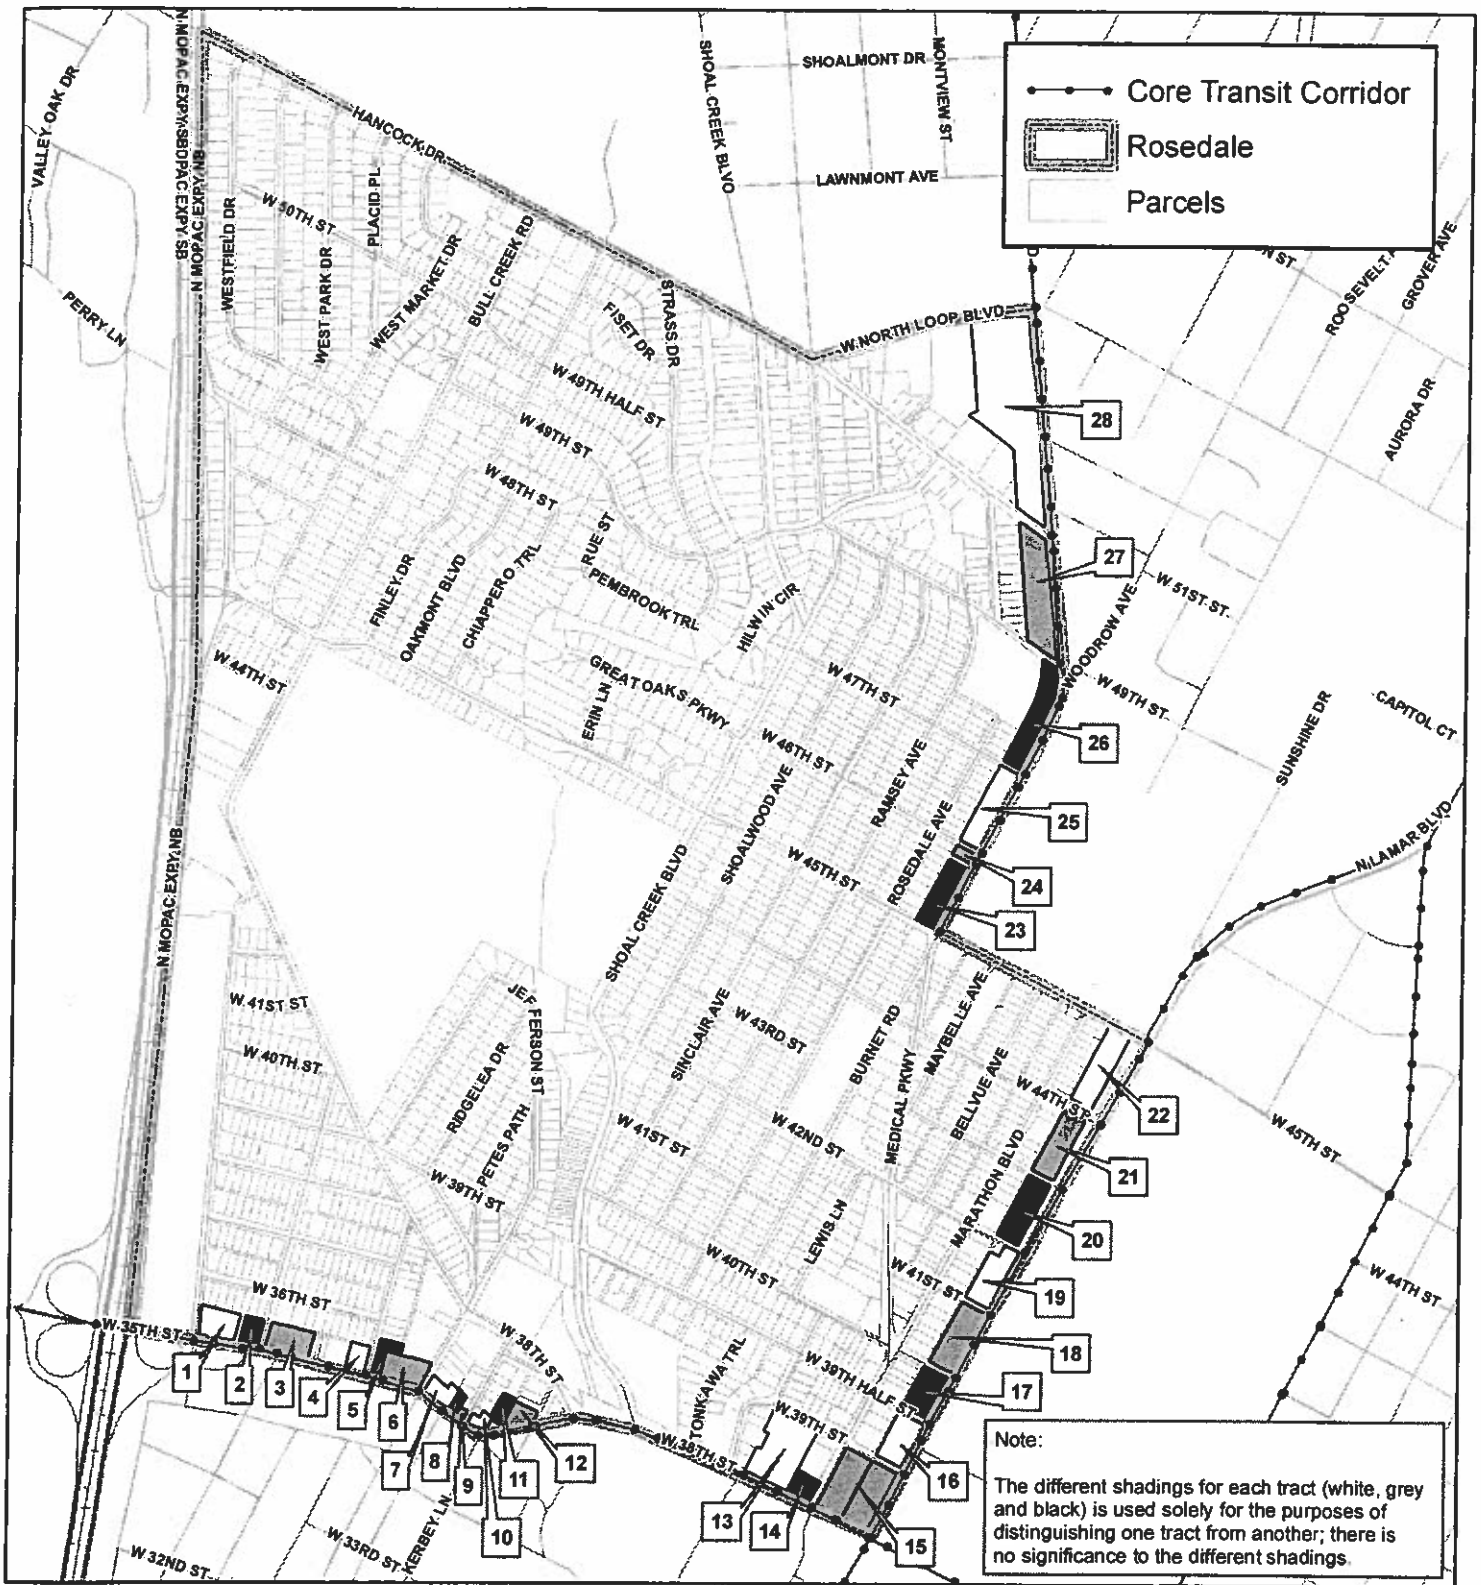 Core Transit Corridor
Rosedale
Parcels
N MOPAC EXPY SB
N MOPAC EXPY NB
VALLEY OAK DR
PERRY LN
HANCOCK DR
SHOAL CREEK BLVD
SHOALMONT DR
MONTVIEW ST
LAWNMONT AVE
W 50TH ST
PLACID PL
WESTFIELD DR
WEST PARK DR
WEST MARKET DR
BULL CREEK RD
FISET DR
STRASS DR
W NORTH LOOP BLVD
ROOSEVELT
GROVER AVE
N ST
AURORA DR
W 49TH HALF ST
W 49TH ST
W 48TH ST
28
27
FINLEY DR
OAKMONT BLVD
CHIAPPERO TRL
RUE ST
PEMBROOK TRL
HILWIN CIR
W 51ST ST
WOODROW AVE
W 49TH ST
W 44TH ST
GREAT OAKS PKWY
ERIN LN
W 47TH ST
W 46TH ST
26
SUNSHINE DR
CAPITOL CT
SHOALWOOD AVE
RAMSEY AVE
ROSEDALE AVE
25
W 45TH ST
24
23
N LAMAR BLVD
N MOPAC EXPY NB
SHOAL CREEK BLVD
W 41ST ST
W 40TH ST
JEFFERSON ST
RIDGELEA DR
PETES PATH
W 39TH ST
SINCLAIR AVE
W 43RD ST
BURNET RD
MEDICAL PKWY
MAYBELLE AVE
BELLVUE AVE
W 44TH ST
22
W 45TH ST
W 41ST ST
W 42ND ST
MARATHON BLVD
21
20
LEWIS LN
W 40TH ST
W 41ST ST
19
W 44TH ST
W 36TH ST
W 35TH ST
W 38TH ST
18
W 39TH HALF ST
17
TONKAWA TRL
W 39TH ST
W 38TH ST
16
1
2
3
4
5
6
7
8
9
10
11
12
13
14
15
KERBEY LN
W 33RD ST
W 32ND ST
Note:
The different shadings for each tract (white, grey
and black) is used solely for the purposes of
distinguishing one tract from another; there is
no significance to the different shadings.